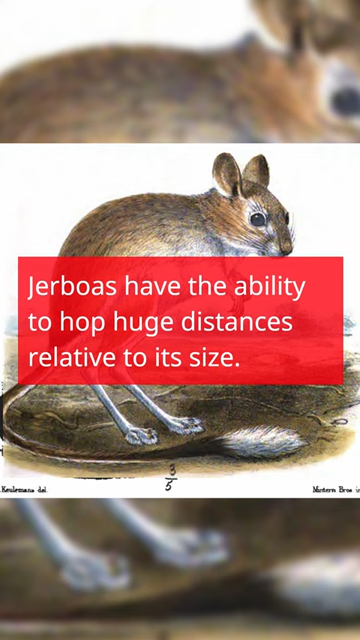 Jerboas have the ability
to hop huge distances
relative to its size.
3
5
Keulemans del.
Mintern Bros